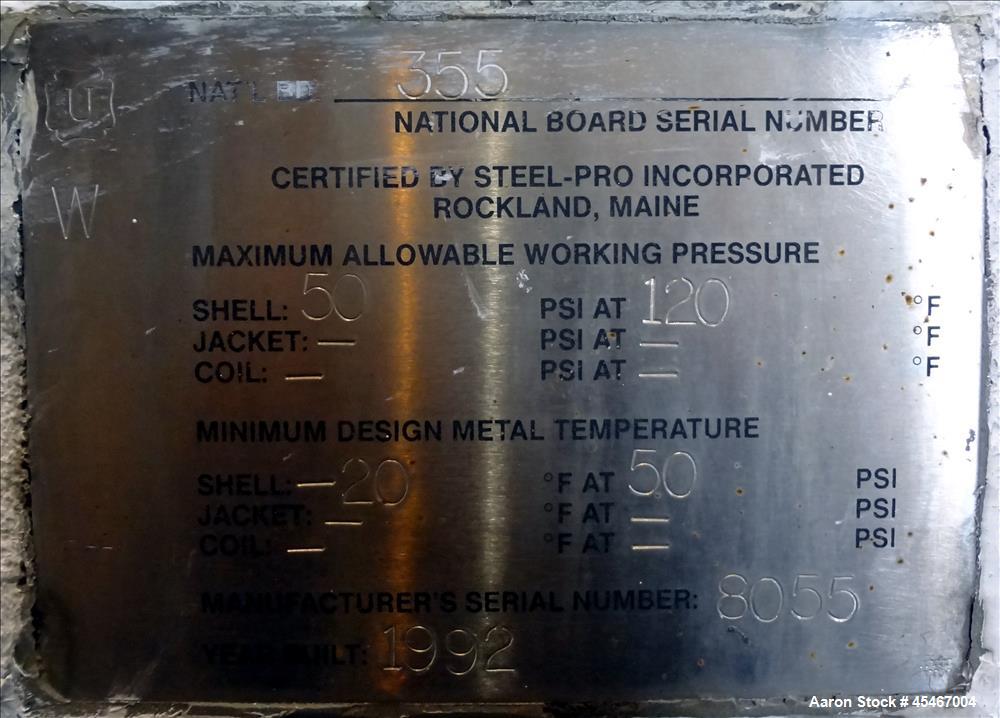 U
NAT'L BD. 355
NATIONAL BOARD SERIAL NUMBER
W
CERTIFIED BY STEEL-PRO INCORPORATED
ROCKLAND, MAINE
MAXIMUM ALLOWABLE WORKING PRESSURE
SHELL: 50 PSI AT 120 °F
JACKET: — PSI AT — °F
COIL: — PSI AT — °F
MINIMUM DESIGN METAL TEMPERATURE
SHELL: -20 °F AT 50 PSI
JACKET: — °F AT — PSI
COIL: — °F AT — PSI
MANUFACTURER'S SERIAL NUMBER: 8055
YEAR BUILT: 1992
Aaron Stock # 45467004